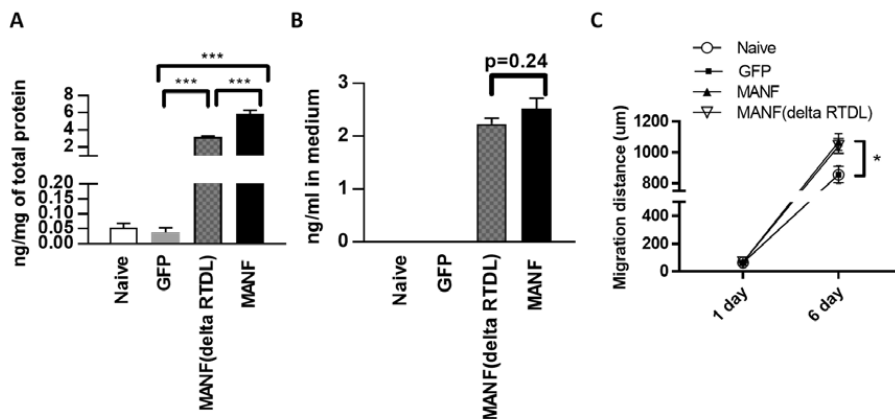 A
***
***
***
ng/mg of total protein
8
6
4
2
0.20
0.15
0.10
0.05
0.00
Naive
GFP
MANF(delta RTDL)
MANF
B
p=0.24
ng/ml in medium
3
2
1
0
Naive
GFP
MANF(delta RTDL)
MANF
C
Naive
GFP
MANF
MANF(delta RTDL)
Migration distance (um)
1200
1000
800
600
400
200
0
*
1 day
6 day